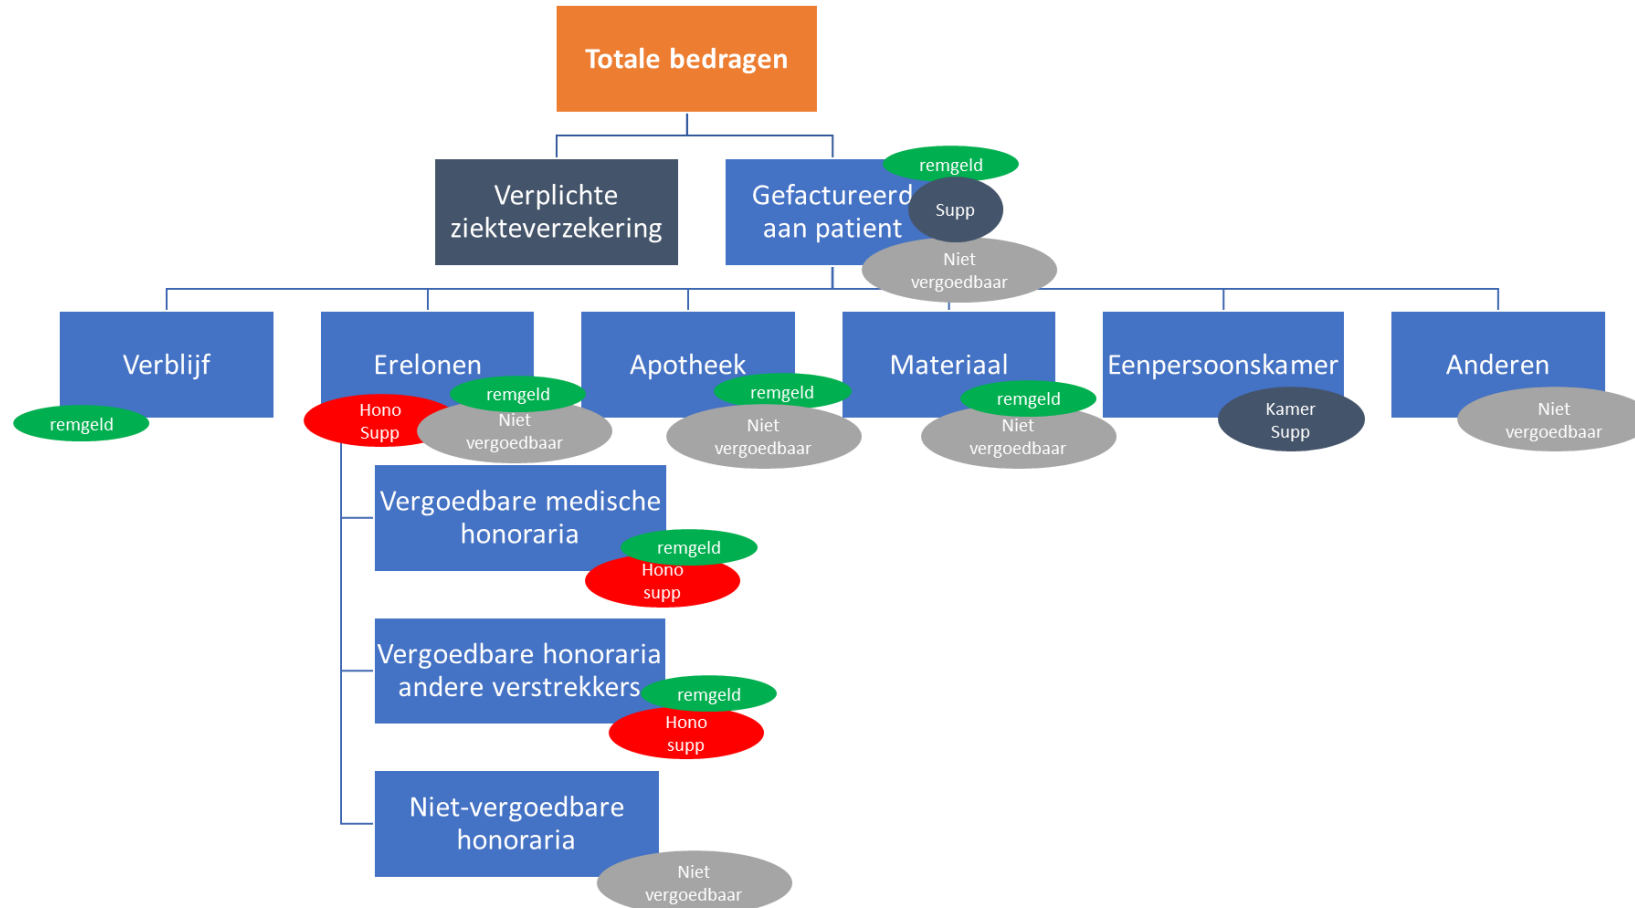 Totale bedragen
Verplichte
ziekteverzekering
Gefactureerd
aan patient
remgeld
Supp
Niet
vergoedbaar
Verblijf
remgeld
Erelonen
Hono
Supp
remgeld
Niet
vergoedbaar
Apotheek
remgeld
Niet
vergoedbaar
Materiaal
remgeld
Niet
vergoedbaar
Eenpersoonskamer
Kamer
Supp
Anderen
Niet
vergoedbaar
Vergoedbare medische
honoraria
remgeld
Hono
supp
Vergoedbare honoraria
andere verstrekkers
remgeld
Hono
supp
Niet-vergoedbare
honoraria
Niet
vergoedbaar